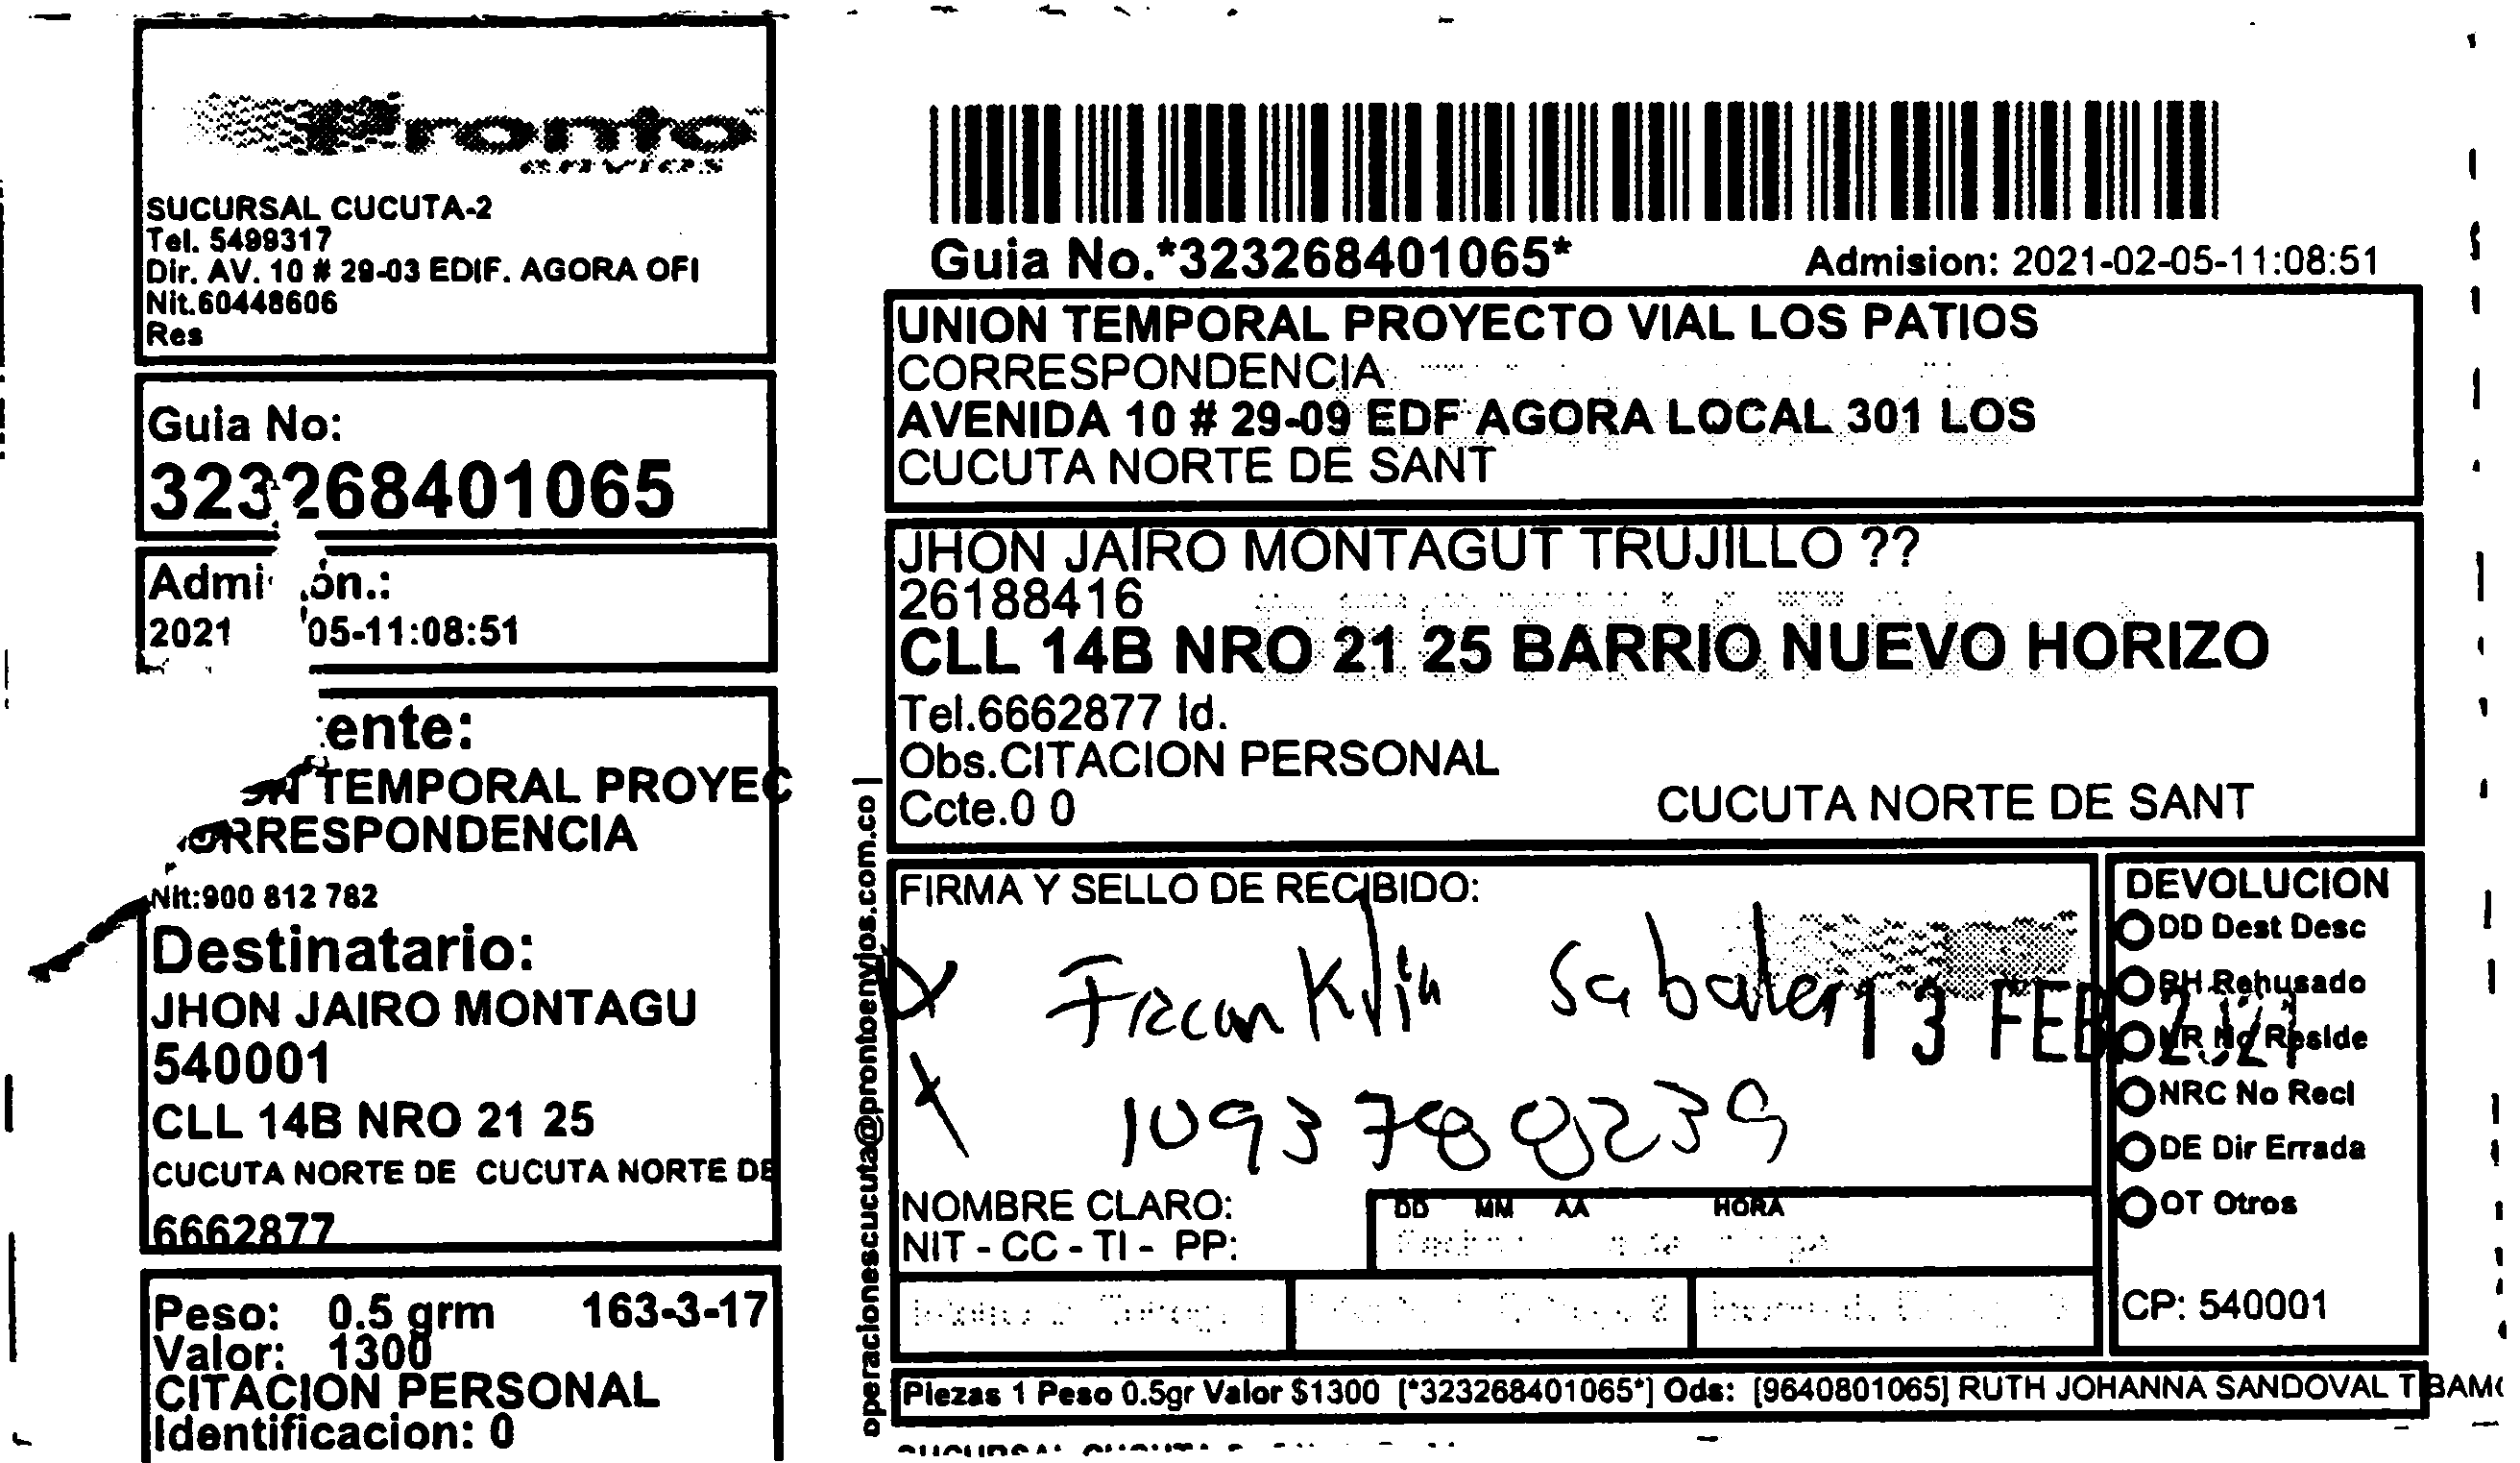 Pronto
envios
SUCURSAL CUCUTA-2
Tel. 5499317
Dir. AV. 10 # 29-03 EDIF. AGORA OFI
Nit.60448606
Res
Guia No:
323268401065
Admi ón.:
2021 05-11:08:51
ente:
TEMPORAL PROYEC
ORRESPONDENCIA
Nit:900 812 782
Destinatario:
JHON JAIRO MONTAGU
540001
CLL 14B NRO 21 25
CUCUTA NORTE DE CUCUTA NORTE DE
6662877
Peso: 0.5 grm 163-3-17
Valor: 1300
CITACION PERSONAL
Identificacion: 0
operacionescucuta@prontoenvios.com.co |
Guia No.*323268401065*
Admision: 2021-02-05-11:08:51
UNION TEMPORAL PROYECTO VIAL LOS PATIOS
CORRESPONDENCIA
AVENIDA 10 # 29-09 EDF AGORA LOCAL 301 LOS
CUCUTA NORTE DE SANT
JHON JAIRO MONTAGUT TRUJILLO ??
26188416
CLL 14B NRO 21 25 BARRIO NUEVO HORIZO
Tel.6662877 Id.
Obs.CITACION PERSONAL
Ccte.0 0
CUCUTA NORTE DE SANT
FIRMA Y SELLO DE RECIBIDO:
13 FEB 2021
1093788239
NOMBRE CLARO:
NIT - CC - TI - PP:
DD MM AA HORA
DEVOLUCION
DD Dest Desc
RH Rehusado
NR No Reside
NRC No Recl
DE Dir Errada
OT Otros
CP: 540001
Piezas 1 Peso 0.5gr Valor $1300 [*323268401065*] Ods: [9640801065] RUTH JOHANNA SANDOVAL